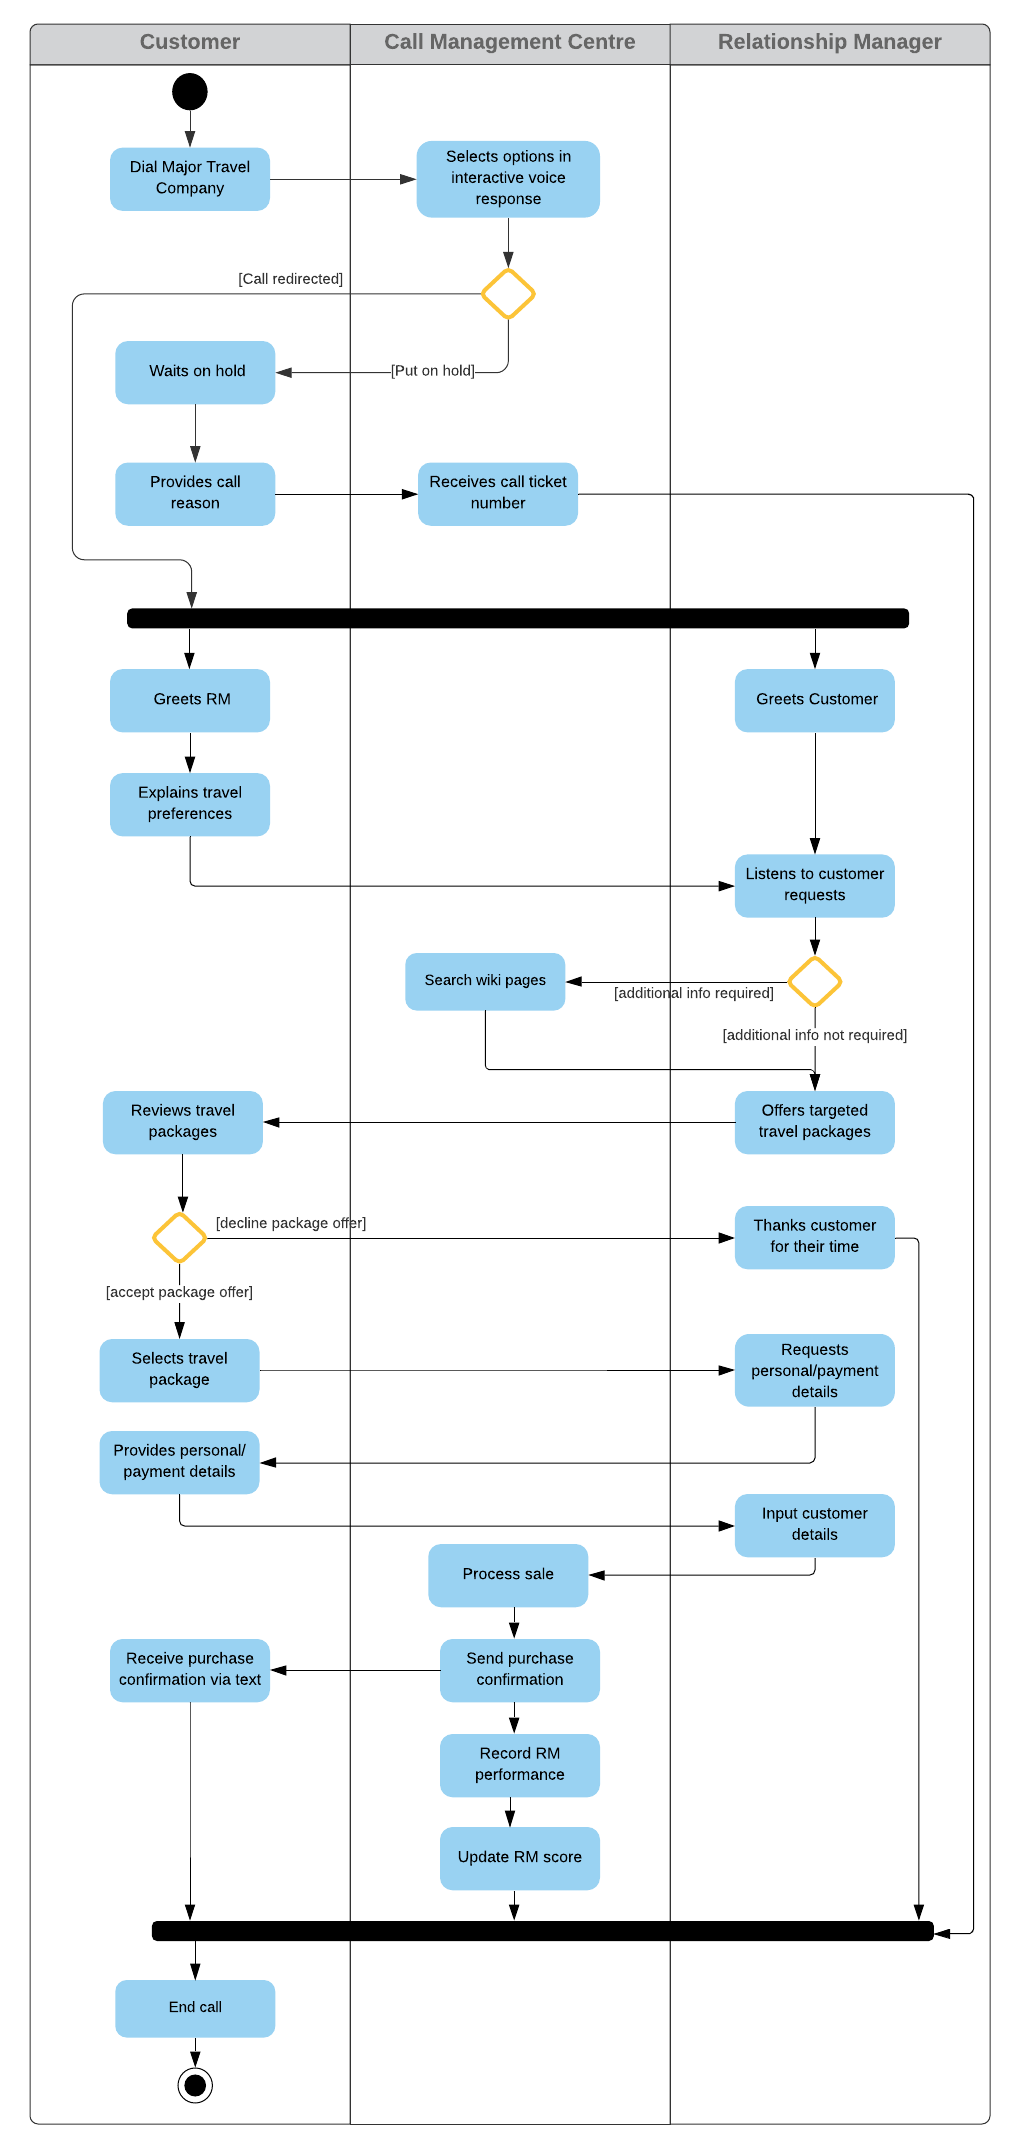 Customer
Call Management Centre
Relationship Manager
Dial Major Travel
Company
Selects options in
interactive voice
response
[Call redirected]
Waits on hold
[Put on hold]
Provides call
reason
Receives call ticket
number
Greets RM
Greets Customer
Explains travel
preferences
Listens to customer
requests
Search wiki pages
[additional info required]
[additional info not required]
Reviews travel
packages
Offers targeted
travel packages
[decline package offer]
Thanks customer
for their time
[accept package offer]
Selects travel
package
Requests
personal/payment
details
Provides personal/
payment details
Input customer
details
Process sale
Receive purchase
confirmation via text
Send purchase
confirmation
Record RM
performance
Update RM score
End call